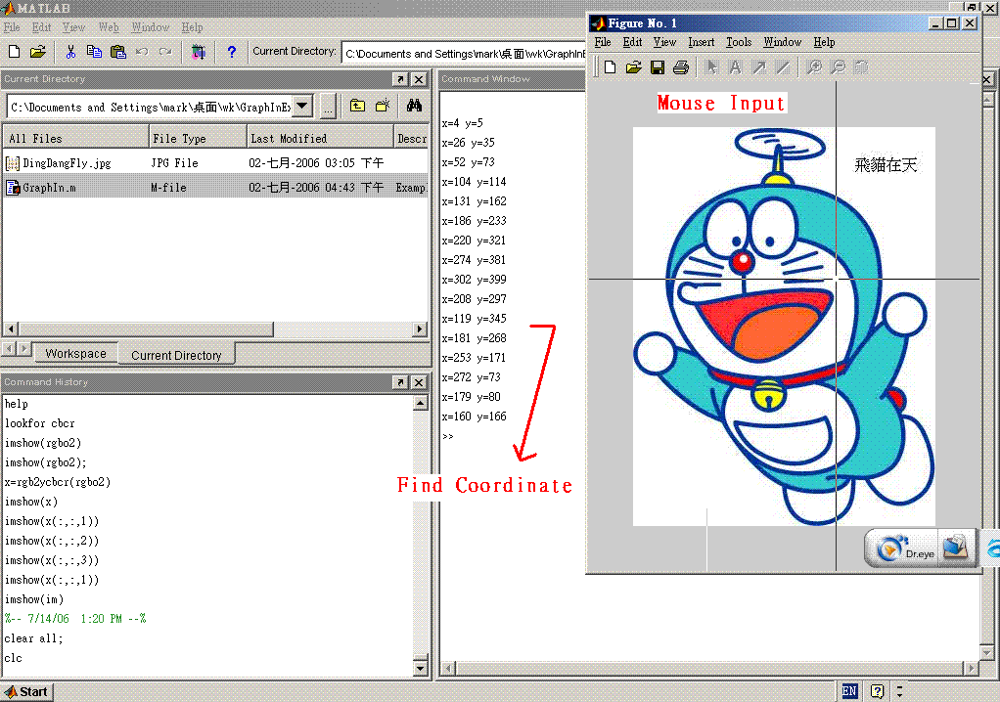 MATLAB
File Edit View Web Window Help
Current Directory: C:\Documents and Settings\mark\桌面\wk\GraphInE
Current Directory
C:\Documents and Settings\mark\桌面\wk\GraphInEx
...
All Files File Type Last Modified Descr
DingDangFly.jpg JPG File 02-七月-2006 03:05 下午
GraphIn.m M-file 02-七月-2006 04:43 下午 Examp
Workspace Current Directory
Command History
help
lookfor cbcr
imshow(rgbo2)
imshow(rgbo2);
x=rgb2ycbcr(rgbo2)
imshow(x)
imshow(x(:,:,1))
imshow(x(:,:,2))
imshow(x(:,:,3))
imshow(x(:,:,1))
imshow(im)
%-- 7/14/06 1:20 PM --%
clear all;
clc
Command Window
x=4 y=5
x=26 y=35
x=52 y=73
x=104 y=114
x=131 y=162
x=186 y=233
x=220 y=321
x=274 y=381
x=302 y=399
x=208 y=297
x=119 y=345
x=181 y=268
x=253 y=171
x=272 y=73
x=179 y=80
x=160 y=166
>>
Find Coordinate
Figure No. 1
File Edit View Insert Tools Window Help
Mouse Input
飛貓在天
Dr.eye
Start
EN